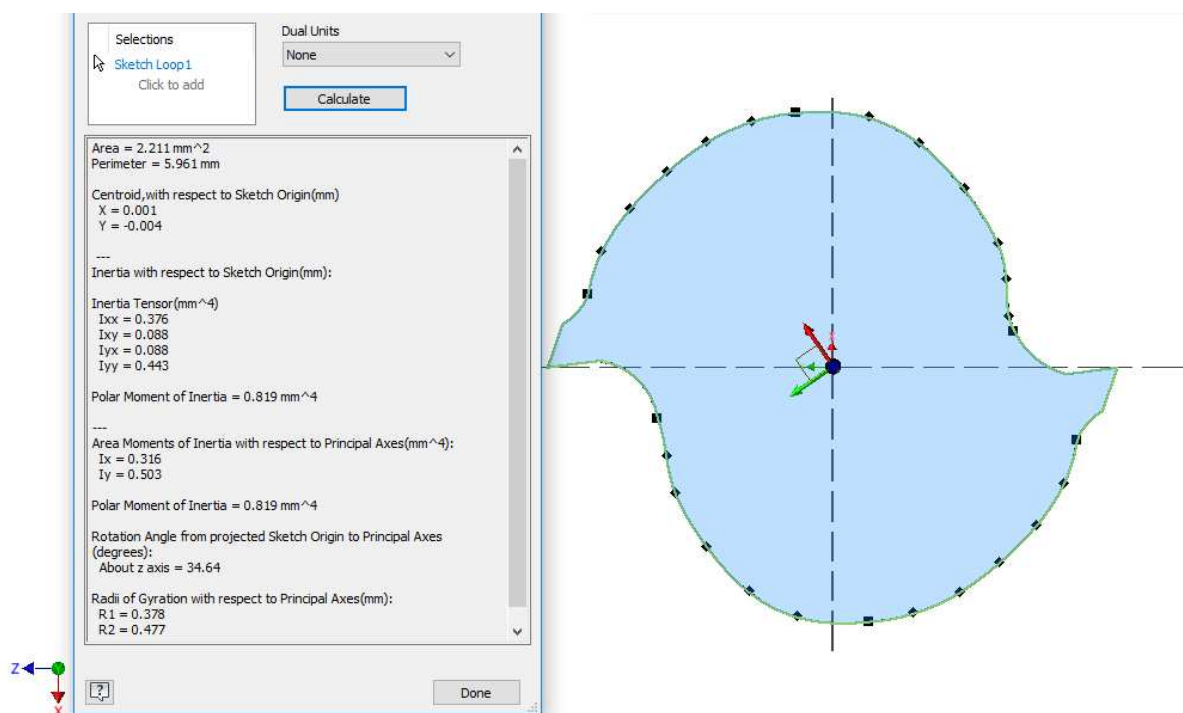 Selections
Sketch Loop1
Click to add
Dual Units
None
Calculate
Area = 2.211 mm^2
Perimeter = 5.961 mm
Centroid,with respect to Sketch Origin(mm)
X = 0.001
Y = -0.004
---
Inertia with respect to Sketch Origin(mm):
Inertia Tensor(mm^4)
Ixx = 0.376
Ixy = 0.088
Iyx = 0.088
Iyy = 0.443
Polar Moment of Inertia = 0.819 mm^4
---
Area Moments of Inertia with respect to Principal Axes(mm^4):
Ix = 0.316
Iy = 0.503
Polar Moment of Inertia = 0.819 mm^4
Rotation Angle from projected Sketch Origin to Principal Axes
(degrees):
About z axis = 34.64
Radii of Gyration with respect to Principal Axes(mm):
R1 = 0.378
R2 = 0.477
?
Done
Z
Y
X